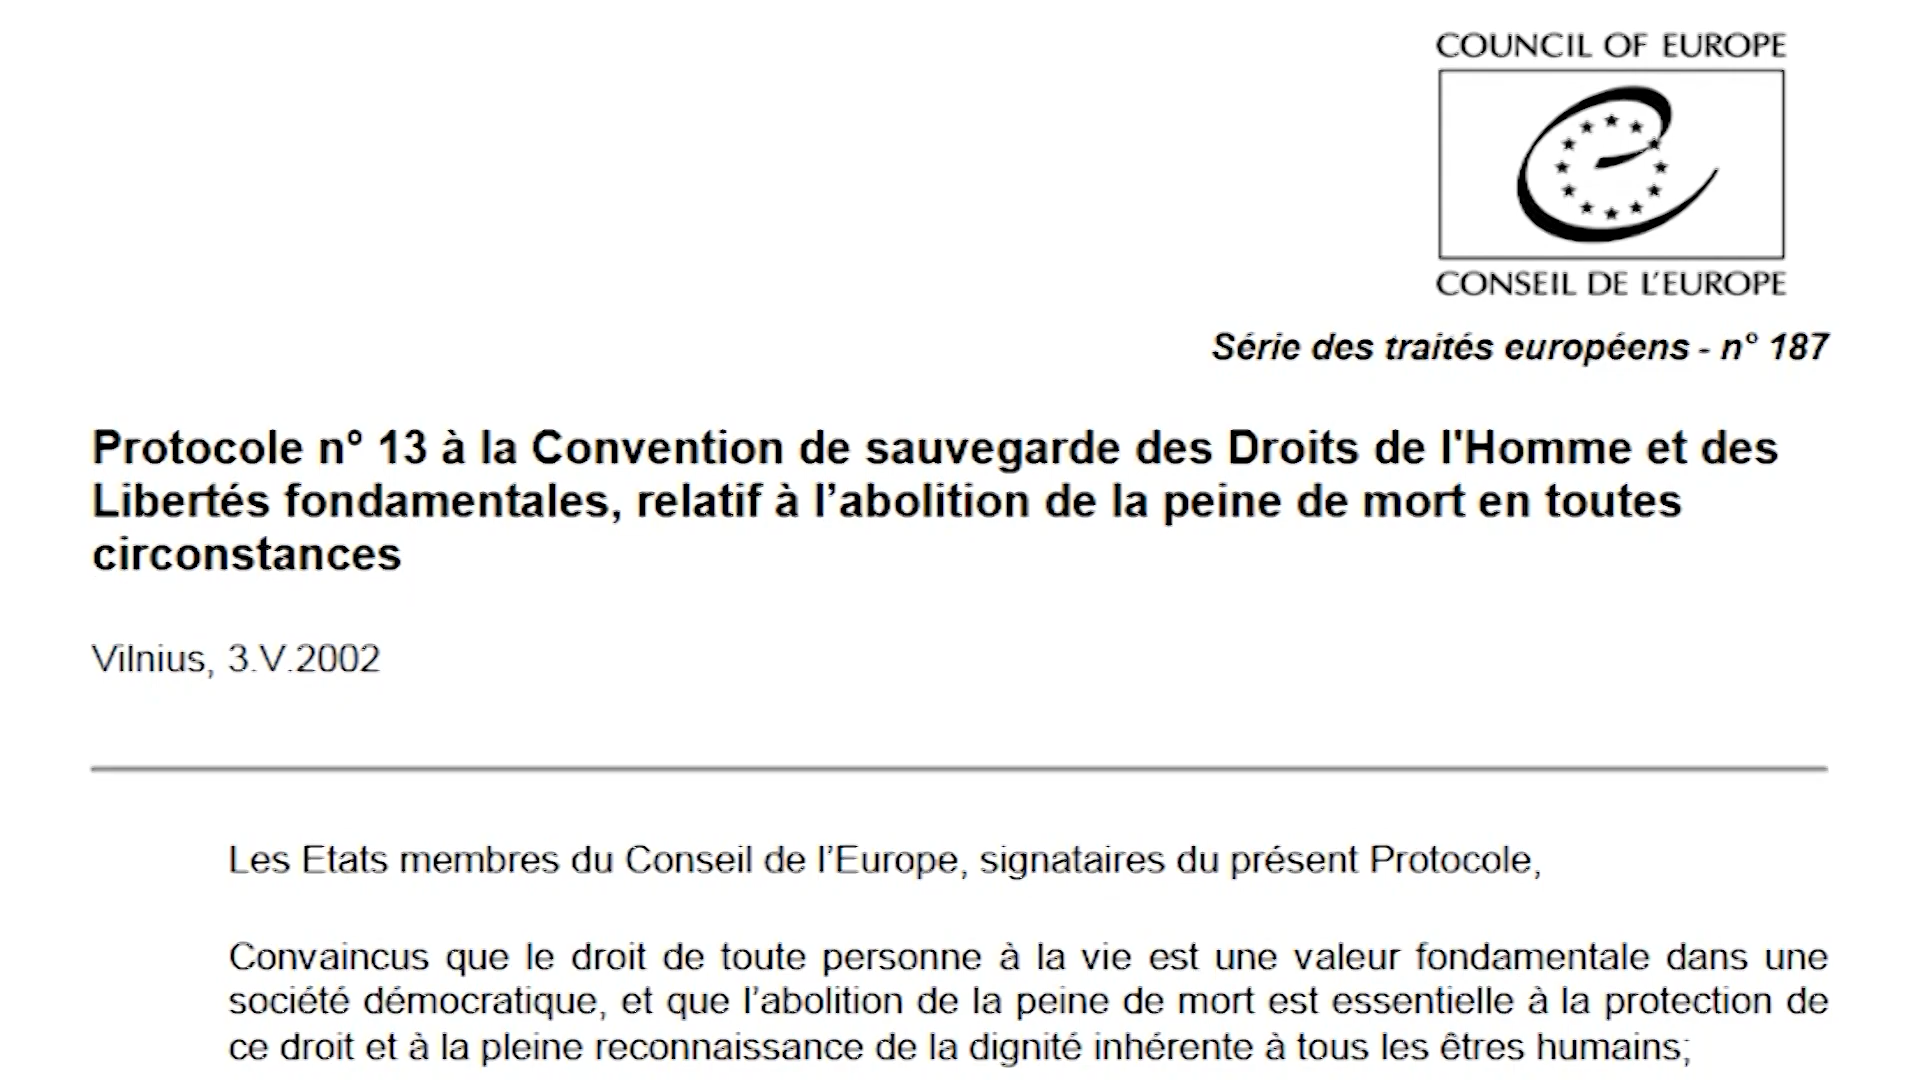 COUNCIL OF EUROPE
CONSEIL DE L'EUROPE
Série des traités européens - n° 187
Protocole n° 13 à la Convention de sauvegarde des Droits de l'Homme et des
Libertés fondamentales, relatif à l’abolition de la peine de mort en toutes
circonstances
Vilnius, 3.V.2002
Les Etats membres du Conseil de l’Europe, signataires du présent Protocole,
Convaincus que le droit de toute personne à la vie est une valeur fondamentale dans une
société démocratique, et que l’abolition de la peine de mort est essentielle à la protection de
ce droit et à la pleine reconnaissance de la dignité inhérente à tous les êtres humains;